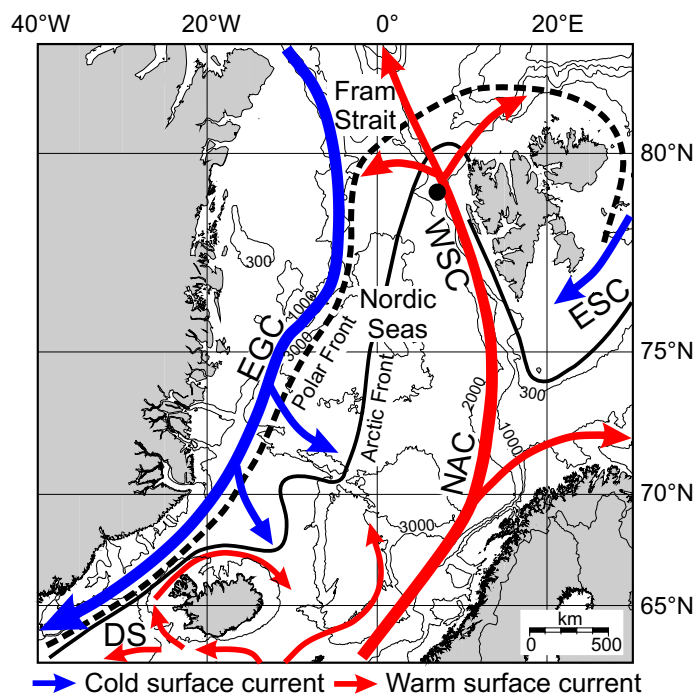 40°W 20°W 0° 20°E
Fram
Strait
80°N
WSC
300
1000
Nordic
Seas
ESC
EGC
3000
Polar Front
75°N
Arctic Front
2000
300
1000
NAC
70°N
3000
65°N
DS
km
0 500
Cold surface current Warm surface current